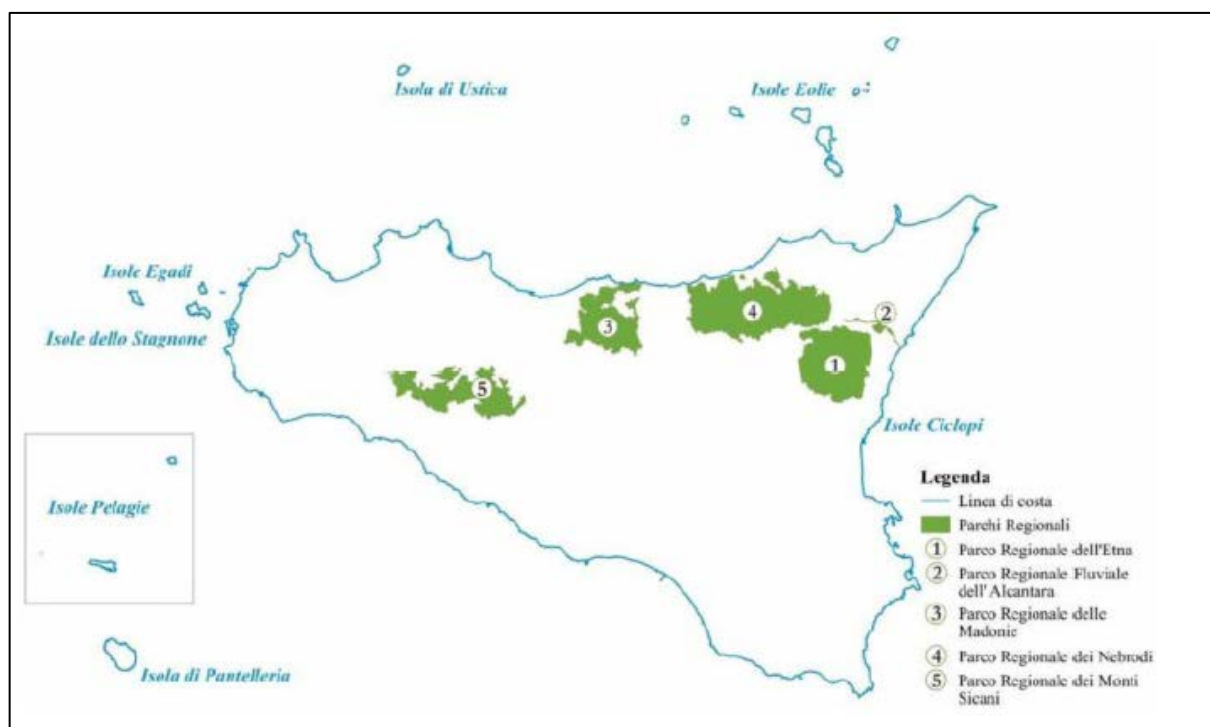 Isola di Ustica
Isole Eolie
Isole Egadi
Isole dello Stagnone
3
4
2
1
5
Isole Ciclopi
Isole Pelagie
Isola di Pantelleria
Legenda
Linea di costa
Parchi Regionali
1 Parco Regionale dell'Etna
2 Parco Regionale Fluviale
dell'Alcantara
3 Parco Regionale delle
Madonie
4 Parco Regionale dei Nebrodi
5 Parco Regionale dei Monti
Sicani